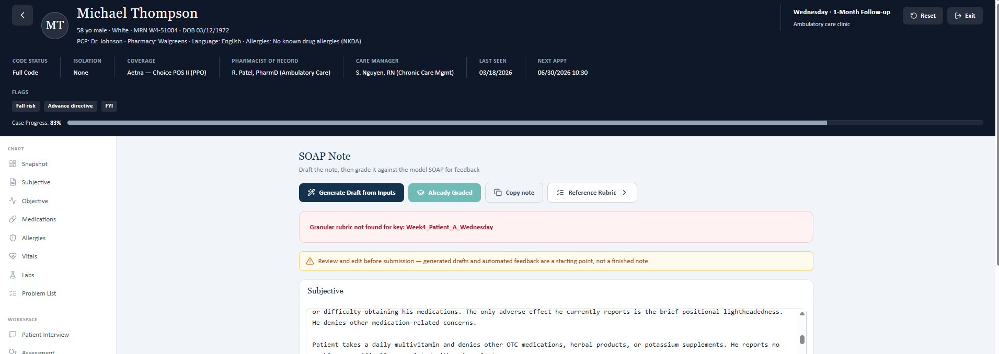 Michael Thompson
MT
58 yo male · White · MRN W4-51004 · DOB 03/12/1972
PCP: Dr. Johnson · Pharmacy: Walgreens · Language: English · Allergies: No known drug allergies (NKDA)
Wednesday · 1-Month Follow-up
Ambulatory care clinic
Reset
Exit
CODE STATUS
Full Code
ISOLATION
None
COVERAGE
Aetna — Choice POS II (PPO)
PHARMACIST OF RECORD
R. Patel, PharmD (Ambulatory Care)
CARE MANAGER
S. Nguyen, RN (Chronic Care Mgmt)
LAST SEEN
03/18/2026
NEXT APPT
06/30/2026 10:30
FLAGS
Fall risk
Advance directive
FYI
Case Progress: 83%
CHART
Snapshot
Subjective
Objective
Medications
Allergies
Vitals
Labs
Problem List
WORKSPACE
Patient Interview
Assessment
SOAP Note
Draft the note, then grade it against the model SOAP for feedback
Generate Draft from Inputs
Already Graded
Copy note
Reference Rubric
Granular rubric not found for key: Week4_Patient_A_Wednesday
Review and edit before submission — generated drafts and automated feedback are a starting point, not a finished note.
Subjective
or difficulty obtaining his medications. The only adverse effect he currently reports is the brief positional lightheadedness.
He denies other medication-related concerns.
Patient takes a daily multivitamin and denies other OTC medications, herbal products, or potassium supplements. He reports no